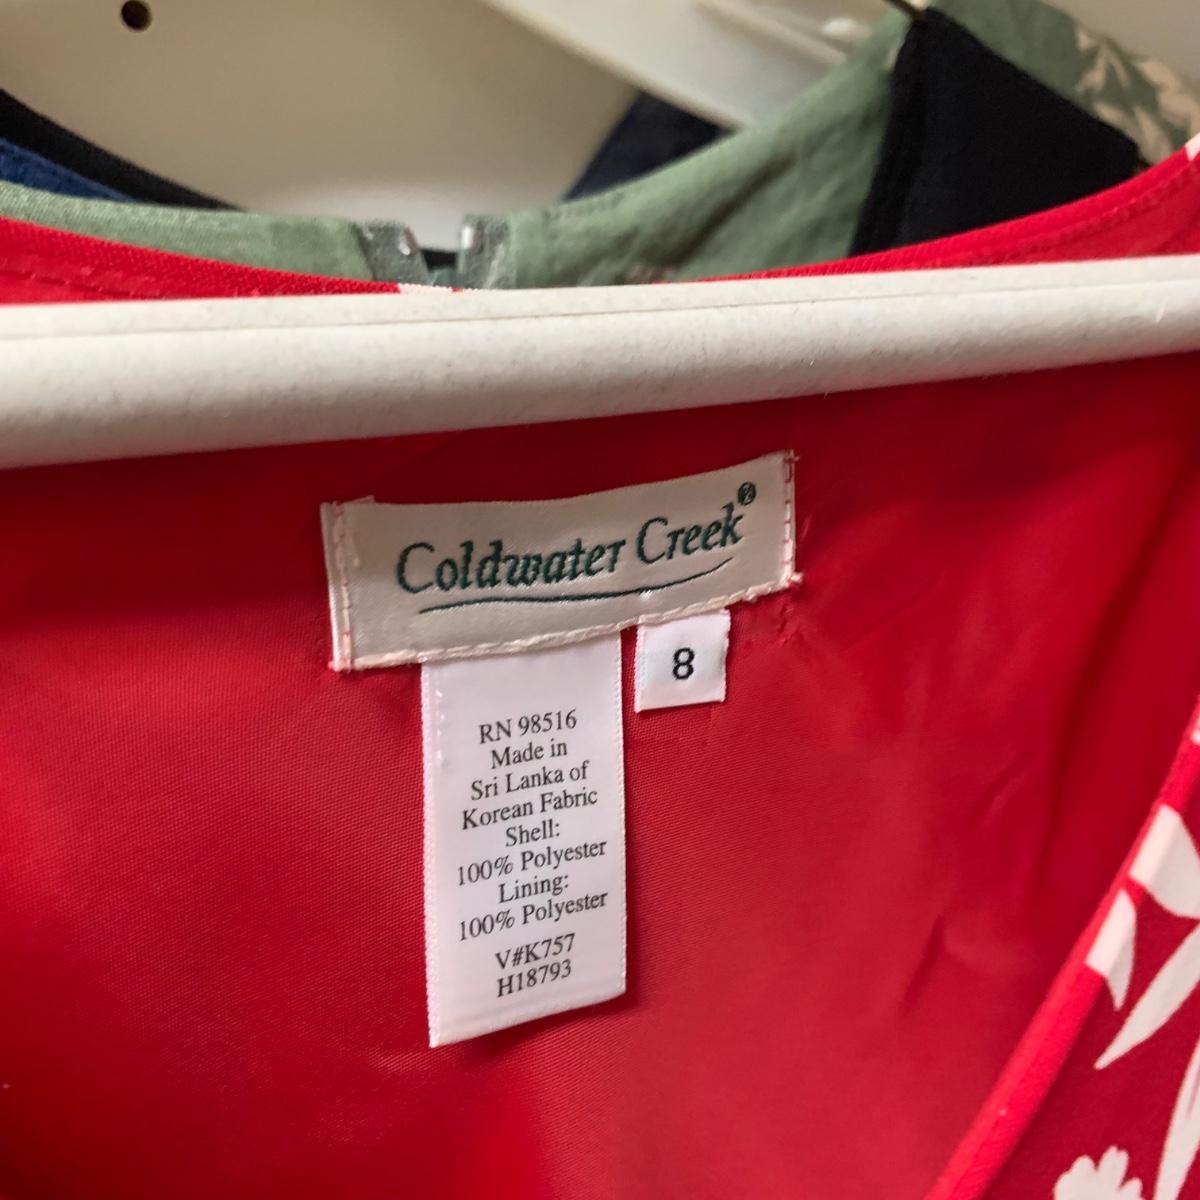 Coldwater Creek®
8
RN 98516
Made in
Sri Lanka of
Korean Fabric
Shell:
100% Polyester
Lining:
100% Polyester
V#K757
H18793